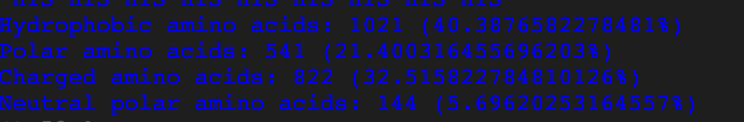 Hydrophobic amino acids: 1021 (40.3876582278481%)
Polar amino acids: 541 (21.400316455696203%)
Charged amino acids: 822 (32.515822784810126%)
Neutral polar amino acids: 144 (5.69620253164557%)